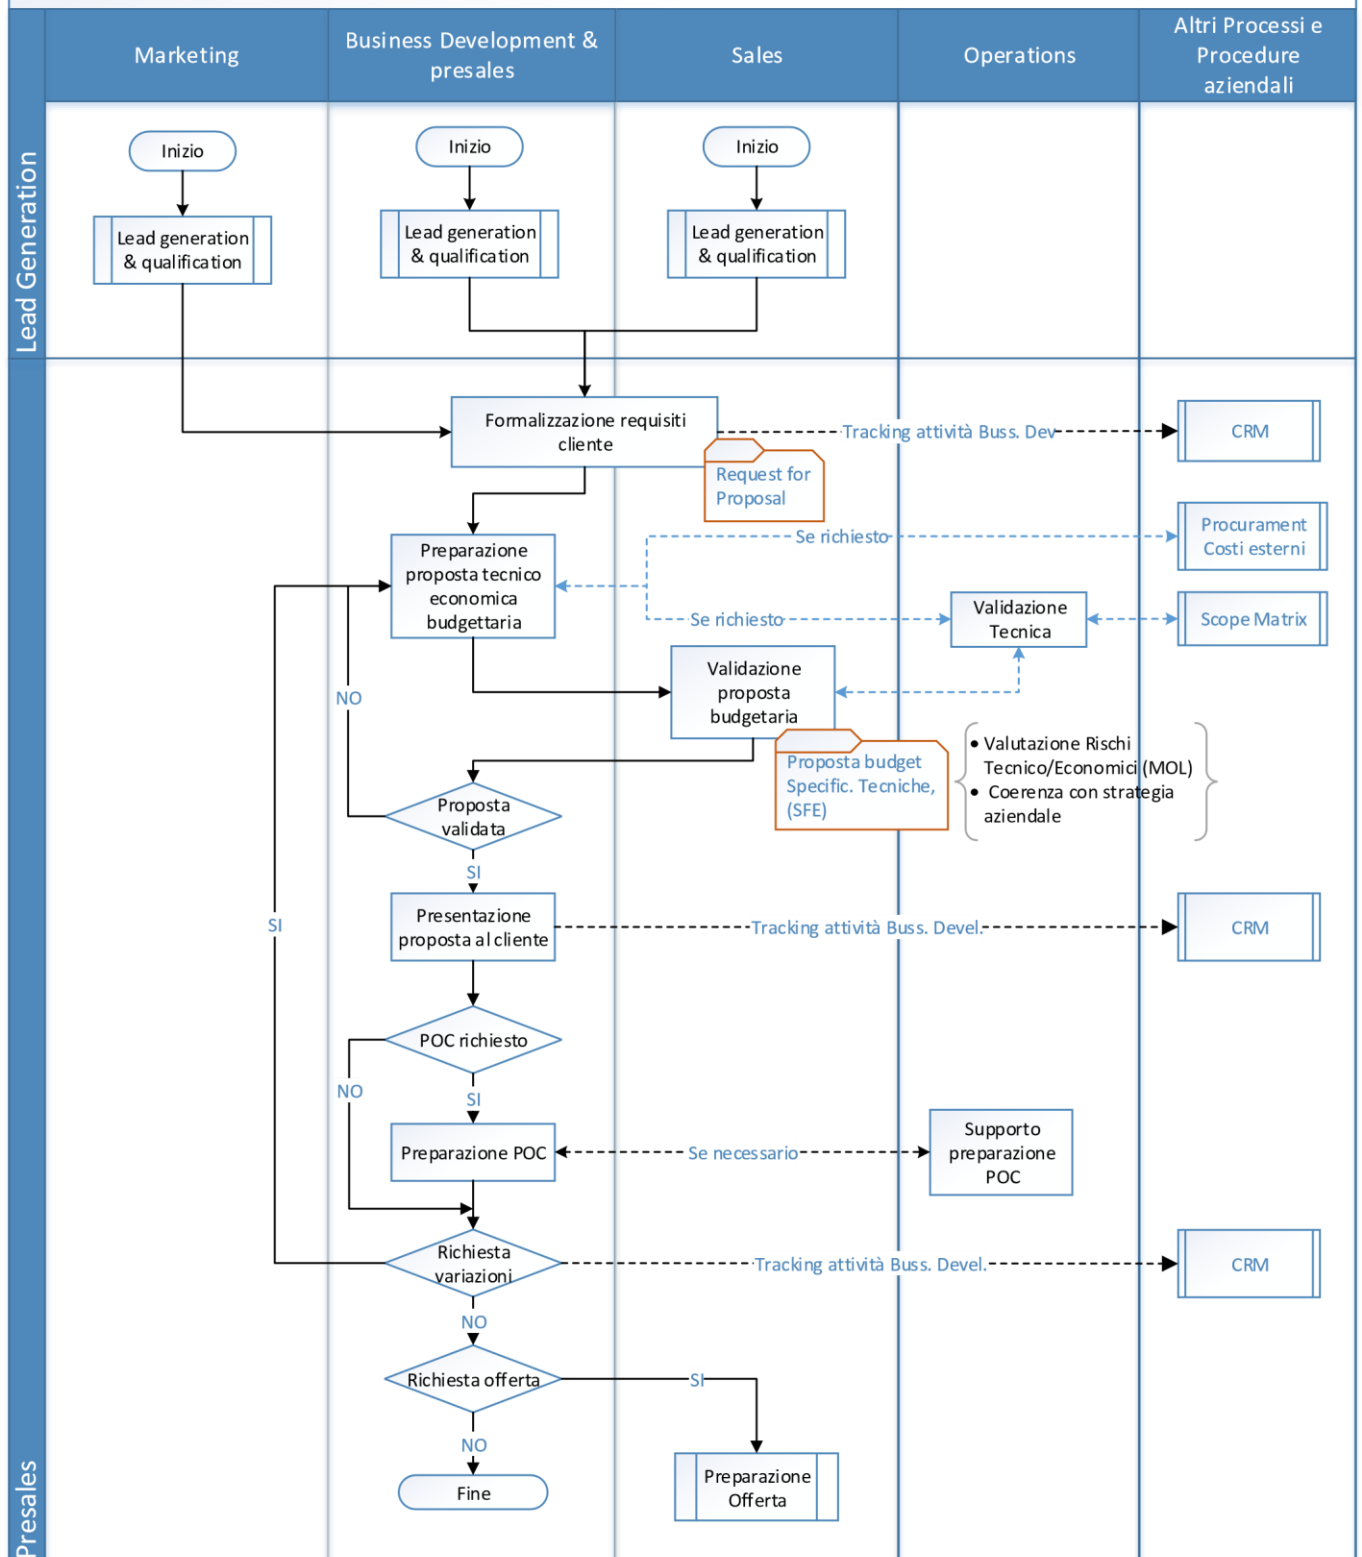 Marketing
Business Development &
presales
Sales
Operations
Altri Processi e
Procedure
aziendali
Lead Generation
Inizio
Inizio
Inizio
Lead generation
& qualification
Lead generation
& qualification
Lead generation
& qualification
Presales
Formalizzazione requisiti
cliente
Tracking attività Buss. Dev
CRM
Request for
Proposal
Preparazione
proposta tecnico
economica
budgettaria
Se richiesto
Procurament
Costi esterni
Se richiesto
Validazione
Tecnica
Scope Matrix
Validazione
proposta
budgetaria
NO
Proposta budget
Specific. Tecniche,
(SFE)
• Valutazione Rischi
Tecnico/Economici (MOL)
• Coerenza con strategia
aziendale
Proposta
validata
SI
SI
Presentazione
proposta al cliente
Tracking attività Buss. Devel.
CRM
POC richiesto
NO
SI
Preparazione POC
Se necessario
Supporto
preparazione
POC
Richiesta
variazioni
Tracking attività Buss. Devel.
CRM
NO
Richiesta offerta
SI
NO
Fine
Preparazione
Offerta